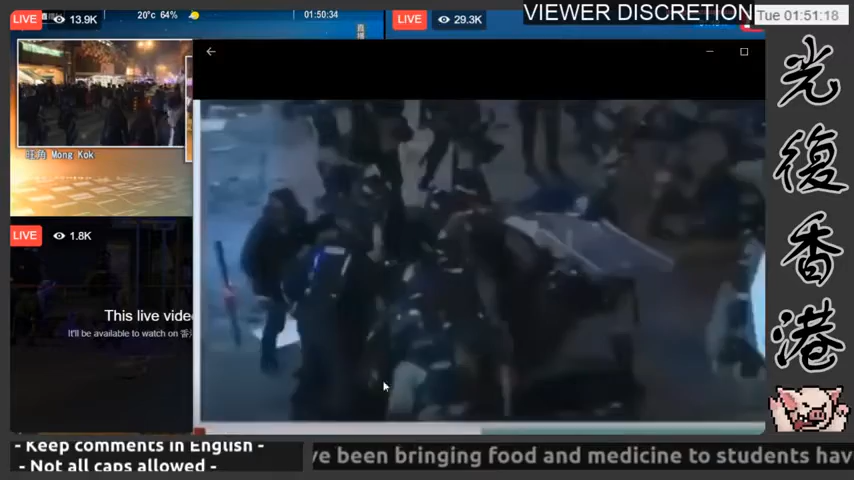 LIVE 13.9K
20°c 64%
01:50:34
LIVE 29.3K
VIEWER DISCRETION
Tue 01:51:18
旺角 Mong Kok
LIVE 1.8K
This live vide
It'll be available to watch on
光復香港
- Keep comments in English -
- Not all caps allowed -
ve been bringing food and medicine to students hav